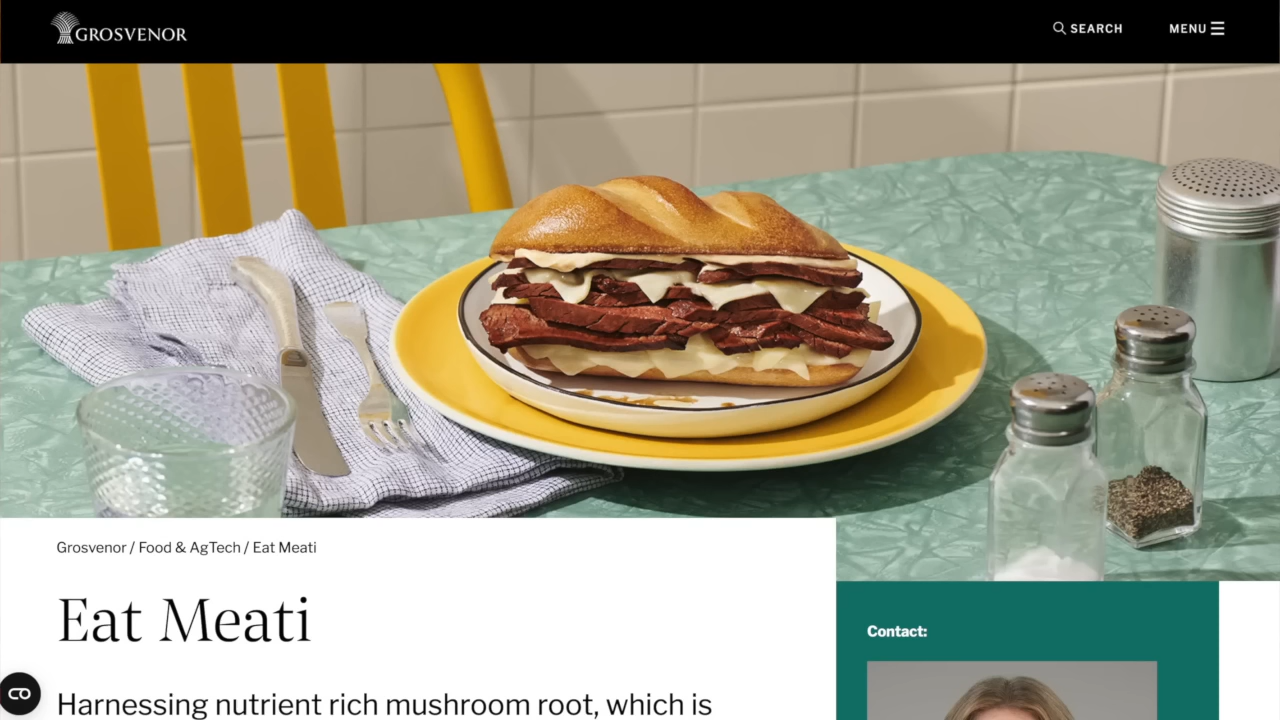 GROSVENOR
SEARCH
MENU
Grosvenor / Food & AgTech / Eat Meati
Eat Meati
Harnessing nutrient rich mushroom root, which is
Contact: